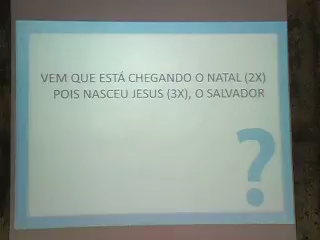 VEM QUE ESTÁ CHEGANDO O NATAL (2X)
POIS NASCEU JESUS (3X), O SALVADOR
?